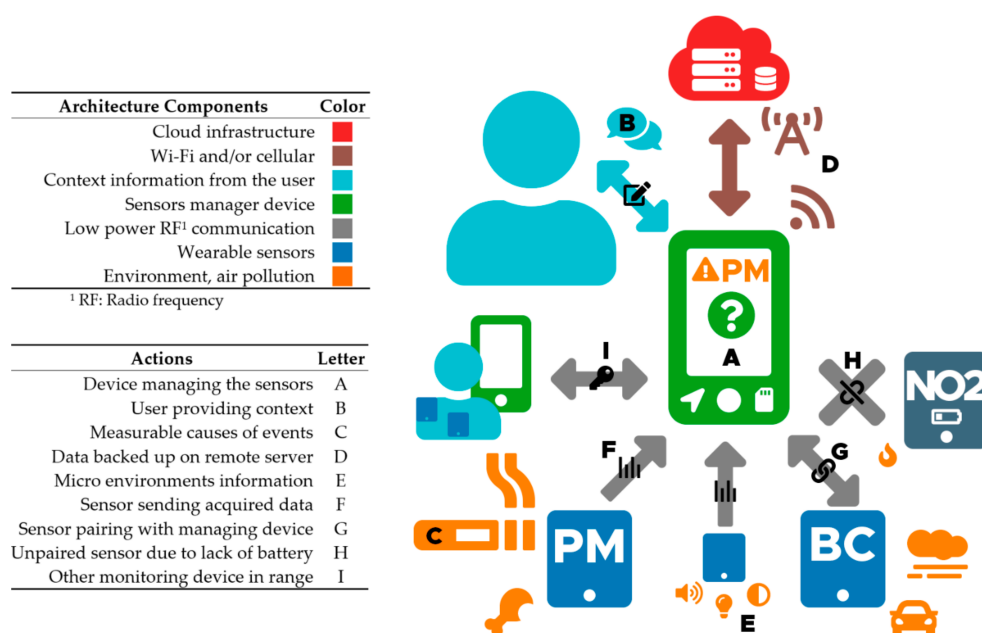 Architecture Components Color
Cloud infrastructure
Wi-Fi and/or cellular
Context information from the user
Sensors manager device
Low power RF¹ communication
Wearable sensors
Environment, air pollution
¹ RF: Radio frequency
Actions Letter
Device managing the sensors A
User providing context B
Measurable causes of events C
Data backed up on remote server D
Micro environments information E
Sensor sending acquired data F
Sensor pairing with managing device G
Unpaired sensor due to lack of battery H
Other monitoring device in range I
B
D
PM
?
A
I
H
NO2
F
G
C
PM
BC
E